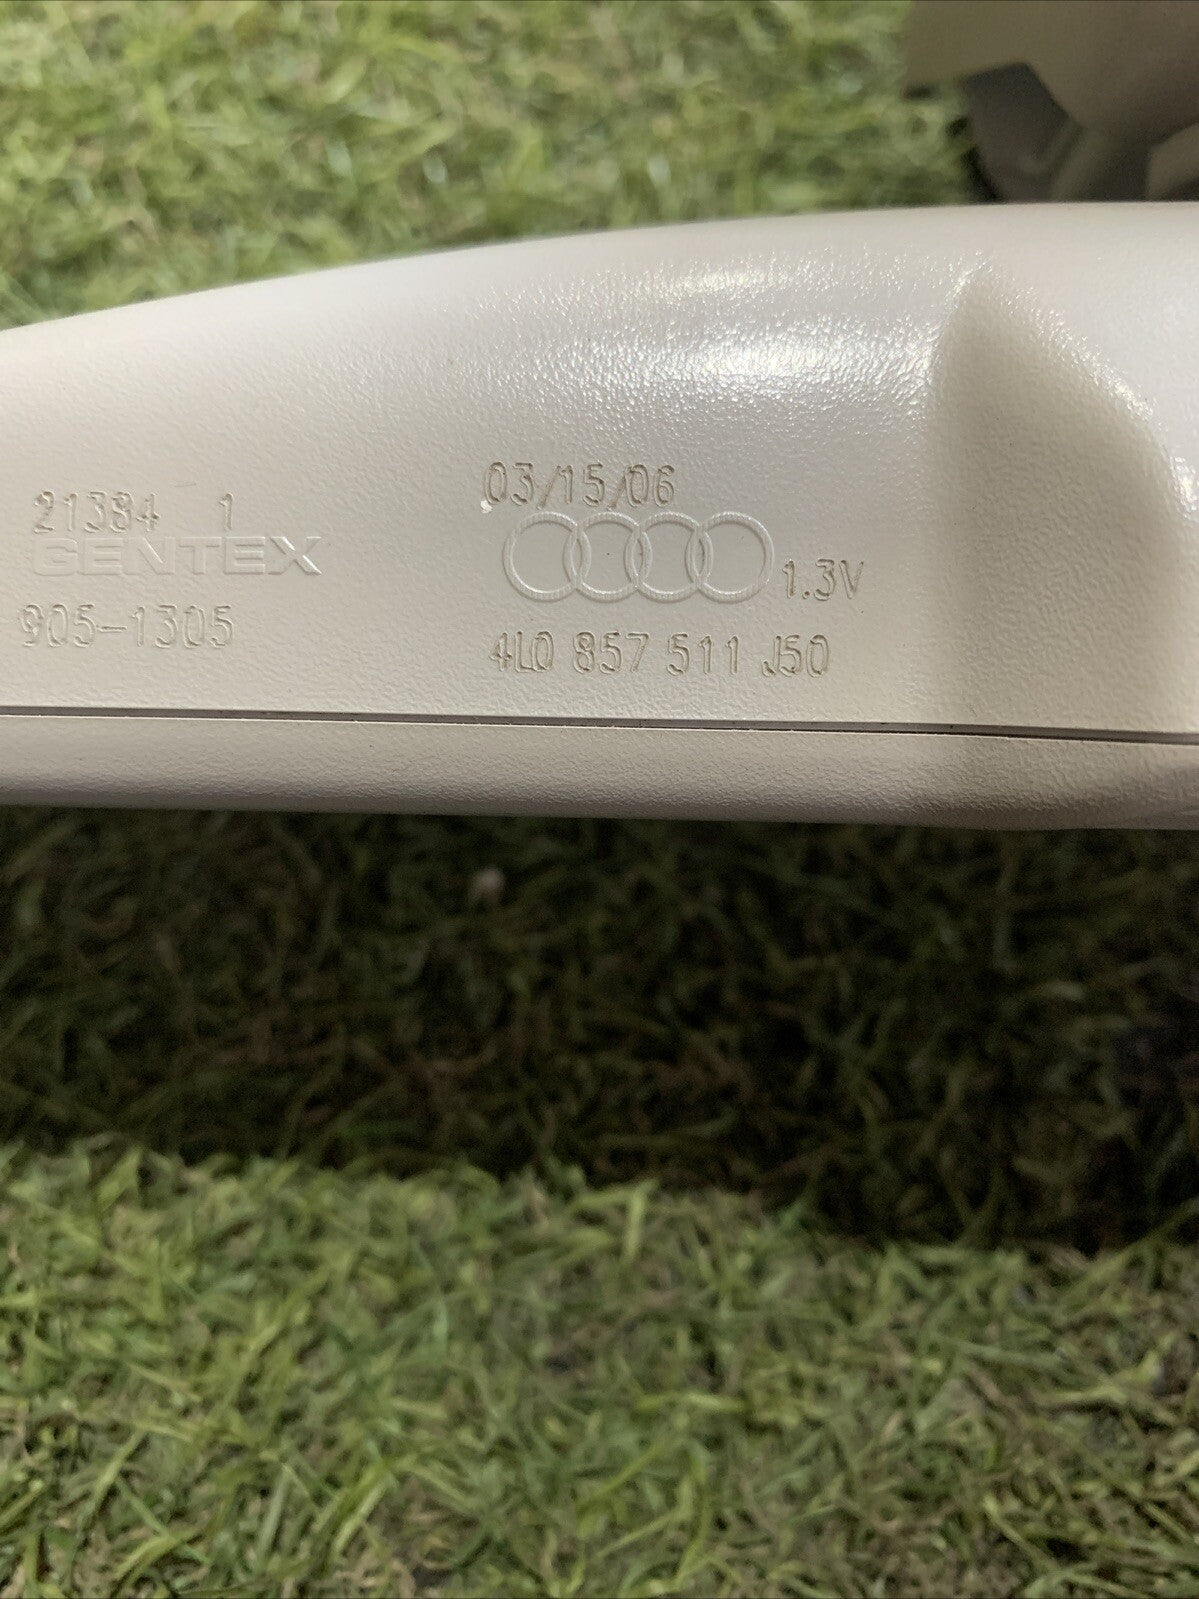 21384 1
GENTEX
905-1305
03/15/06
1.3V
4L0 857 511 J50